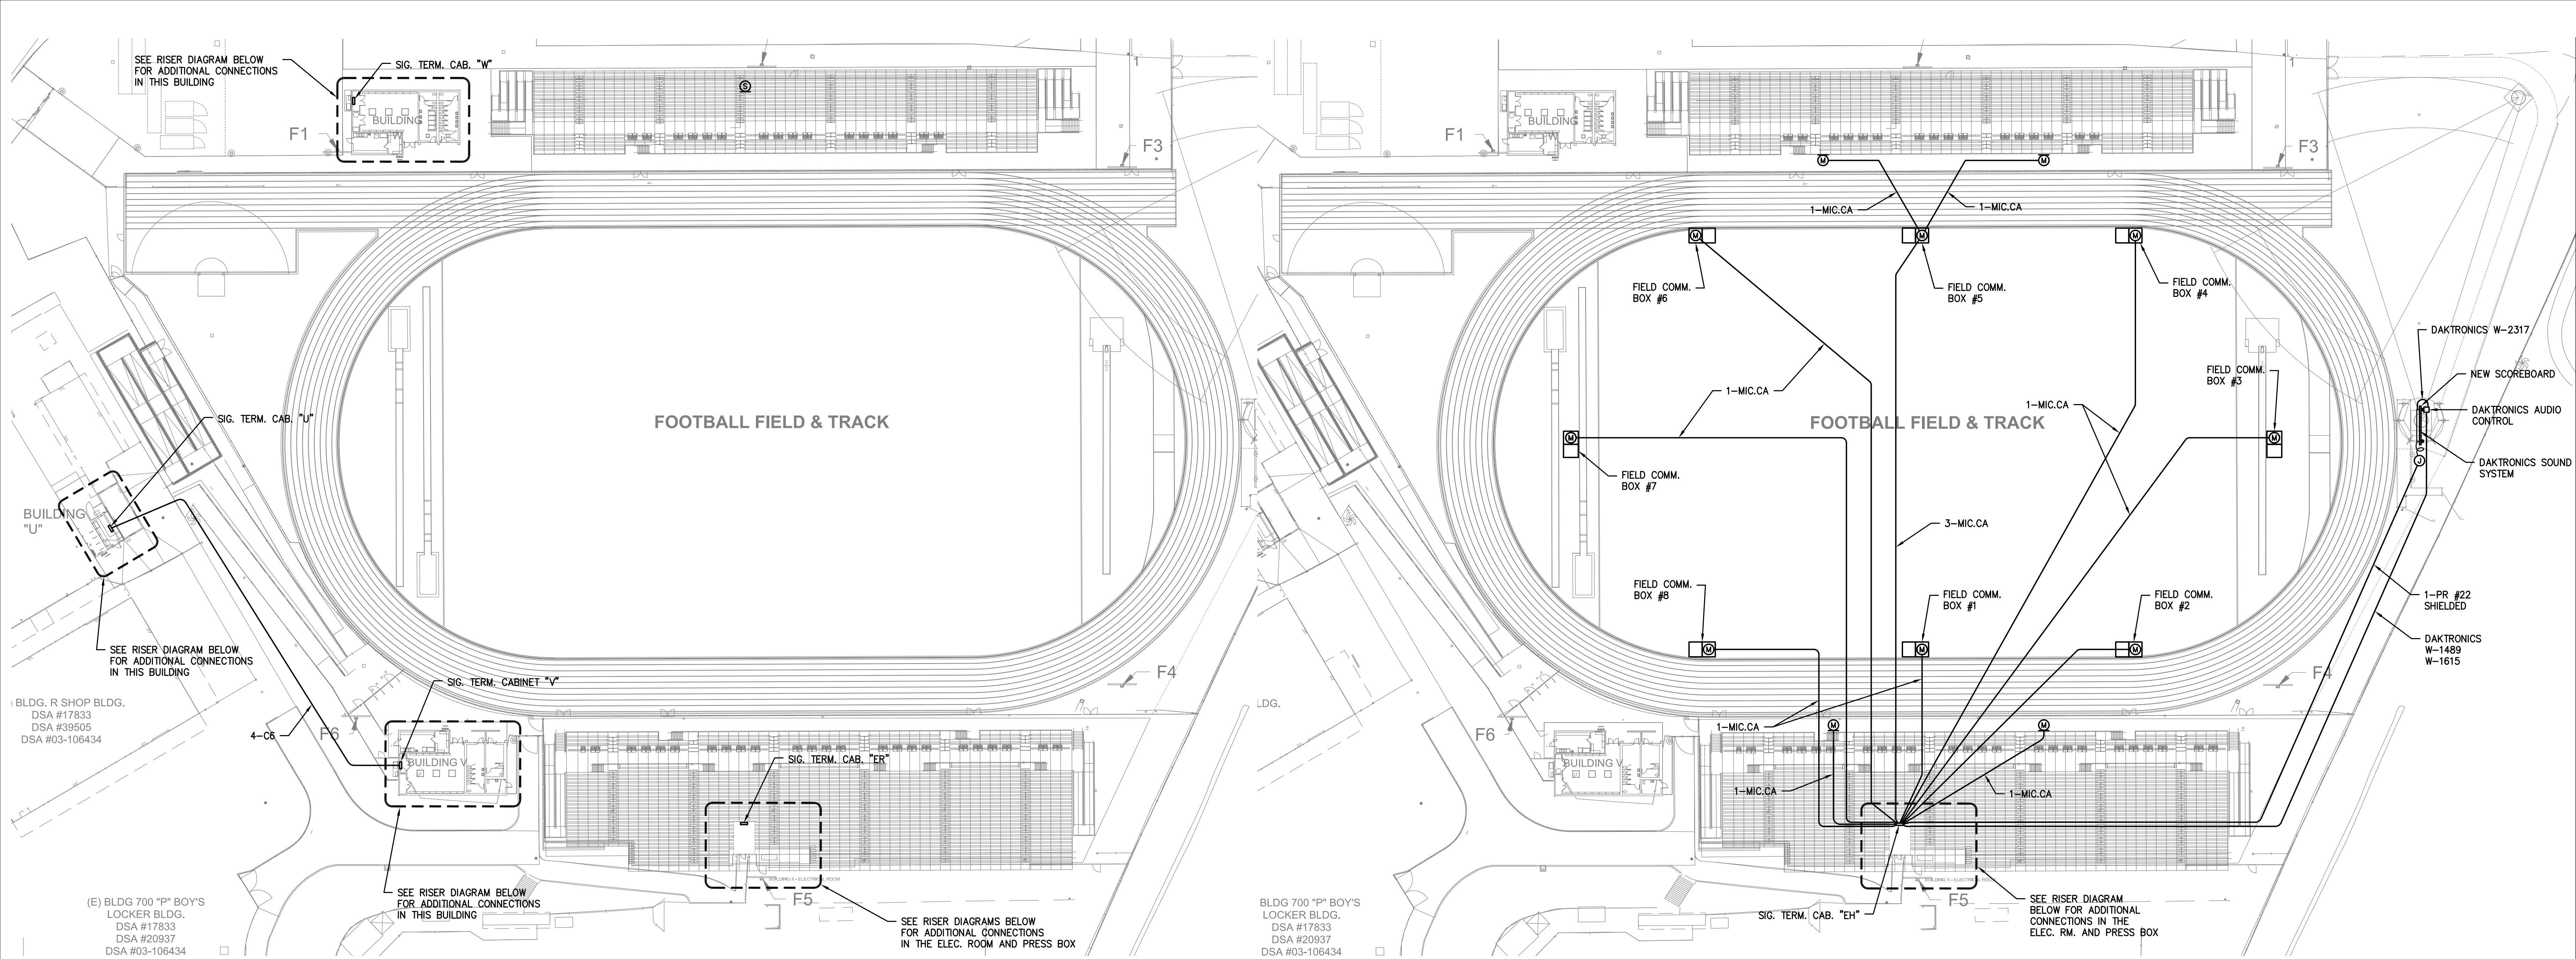 SEE RISER DIAGRAM BELOW
FOR ADDITIONAL CONNECTIONS
IN THIS BUILDING
SIG. TERM. CAB. "W"
BUILDING
W
F1
S
1
F3
SIG. TERM. CAB. "U"
BUILDING
"U"
FOOTBALL FIELD & TRACK
SEE RISER DIAGRAM BELOW
FOR ADDITIONAL CONNECTIONS
IN THIS BUILDING
SIG. TERM. CABINET "V"
F4
BLDG. R SHOP BLDG.
DSA #17833
DSA #39505
DSA #03-106434
4-C6
F6
BUILDING V
SIG. TERM. CAB. "ER"
BUILDING X - ELECTRICAL ROOM
F5
SEE RISER DIAGRAM BELOW
FOR ADDITIONAL CONNECTIONS
IN THIS BUILDING
SEE RISER DIAGRAMS BELOW
FOR ADDITIONAL CONNECTIONS
IN THE ELEC. ROOM AND PRESS BOX
(E) BLDG 700 "P" BOY'S
LOCKER BLDG.
DSA #17833
DSA #20937
DSA #03-106434
BUILDING
W
F1
1
F3
M
M
1-MIC.CA
1-MIC.CA
M
M
M
FIELD COMM.
BOX #6
FIELD COMM.
BOX #5
FIELD COMM.
BOX #4
DAKTRONICS W-2317
NEW SCOREBOARD
DAKTRONICS AUDIO
CONTROL
DAKTRONICS SOUND
SYSTEM
J
FIELD COMM.
BOX #3
M
1-MIC.CA
1-MIC.CA
FOOTBALL FIELD & TRACK
M
FIELD COMM.
BOX #7
3-MIC.CA
FIELD COMM.
BOX #8
FIELD COMM.
BOX #1
FIELD COMM.
BOX #2
M
M
M
1-PR #22
SHIELDED
DAKTRONICS
W-1489
W-1615
F4
LDG.
F6
BUILDING V
1-MIC.CA
M
M
1-MIC.CA
1-MIC.CA
BUILDING X - ELECTRICAL ROOM
F5
SIG. TERM. CAB. "EH"
SEE RISER DIAGRAM
BELOW FOR ADDITIONAL
CONNECTIONS IN THE
ELEC. RM. AND PRESS BOX
BLDG 700 "P" BOY'S
LOCKER BLDG.
DSA #17833
DSA #20937
DSA #03-106434